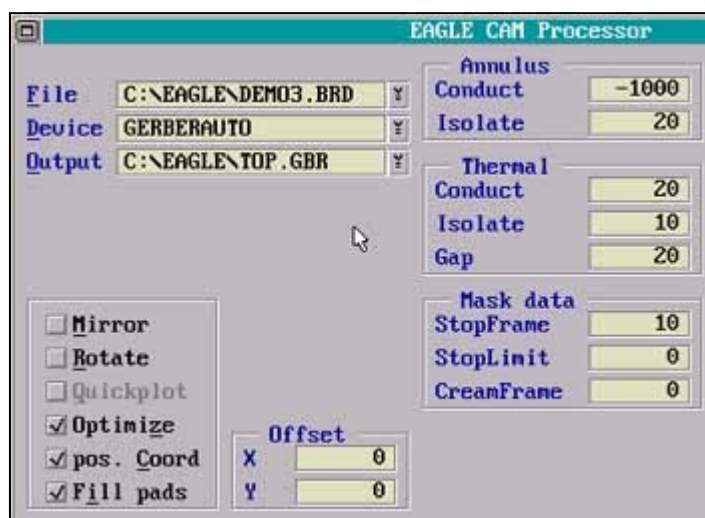 EAGLE CAM Processor
File C:\EAGLE\DEMO3.BRD
Device GERBERAUTO
Output C:\EAGLE\TOP.GBR
Annulus
Conduct -1000
Isolate 20
Thermal
Conduct 20
Isolate 10
Gap 20
Mask data
StopFrame 10
StopLimit 0
CreamFrame 0
Mirror
Rotate
Quickplot
Optimize
pos. Coord
Fill pads
Offset
X 0
Y 0